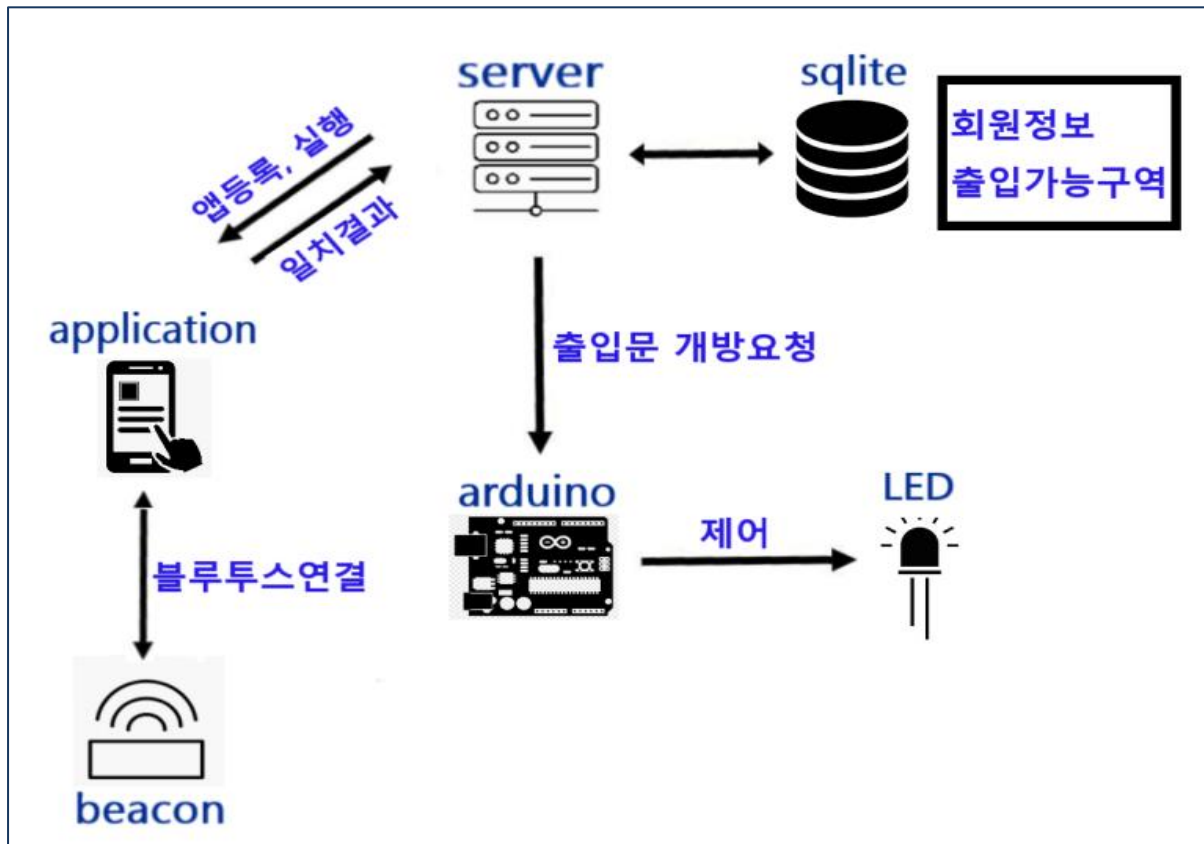 server
sqlite
회원정보
출입가능구역
앱등록, 실행
일치결과
application
출입문 개방요청
arduino
LED
제어
블루투스연결
beacon